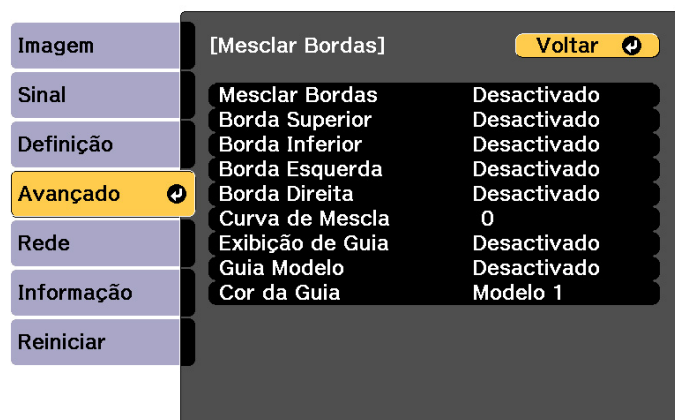 Imagem
Sinal
Definição
Avançado
Rede
Informação
Reiniciar
[Mesclar Bordas] Voltar
Mesclar Bordas Desactivado
Borda Superior Desactivado
Borda Inferior Desactivado
Borda Esquerda Desactivado
Borda Direita Desactivado
Curva de Mescla 0
Exibição de Guia Desactivado
Guia Modelo Desactivado
Cor da Guia Modelo 1